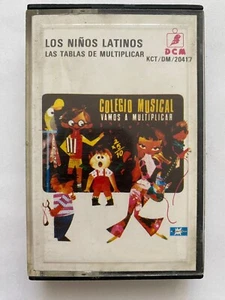 LOS NIÑOS LATINOS
LAS TABLAS DE MULTIPLICAR
DCM
KCT/DM/20417
COLEGIO MUSICAL
VAMOS A MULTIPLICAR